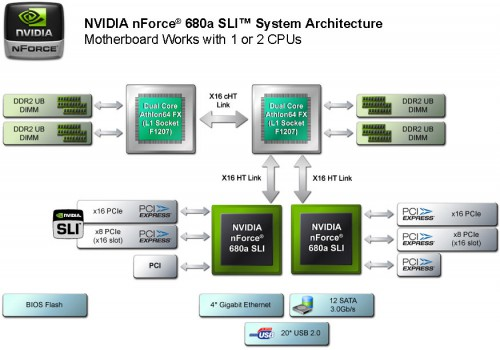 NVIDIA
nFORCE
NVIDIA nForce® 680a SLI™ System Architecture
Motherboard Works with 1 or 2 CPUs
DDR2 UB
DIMM
DDR2 UB
DIMM
Dual Core
Athlon64 FX
(L1 Socket
F1207)
X16 cHT
Link
Dual Core
Athlon64 FX
(L1 Socket
F1207)
DDR2 UB
DIMM
DDR2 UB
DIMM
X16 HT Link
X16 HT Link
NVIDIA
SLI
x16 PCIe
PCI EXPRESS
x8 PCIe
(x16 slot)
PCI EXPRESS
PCI
NVIDIA
nForce®
680a SLI
NVIDIA
nForce®
680a SLI
PCI EXPRESS
x16 PCIe
PCI EXPRESS
x8 PCIe
(x16 slot)
PCI EXPRESS
BIOS Flash
4* Gigabit Ethernet
12 SATA
3.0Gb/s
USB
20* USB 2.0